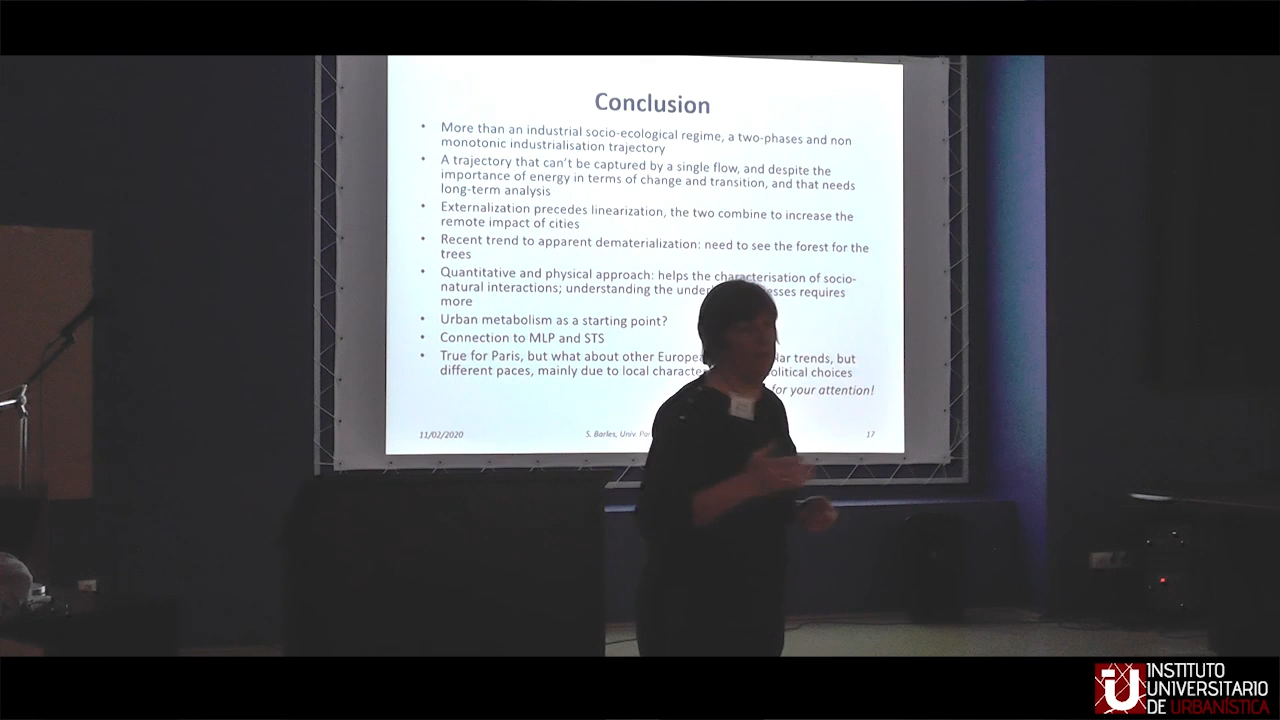 Conclusion
• More than an industrial socio-ecological regime, a two-phases and non
monotonic industrialisation trajectory
• A trajectory that can't be captured by a single flow, and despite the
importance of energy in terms of change and transition, and that needs
long-term analysis
• Externalization precedes linearization, the two combine to increase the
remote impact of cities
• Recent trend to apparent dematerialization: need to see the forest for the
trees
• Quantitative and physical approach: helps the characterisation of socio-
natural interactions; understanding the requires
more
• Urban metabolism as a starting point?
• Connection to MLP and STS
• True for Paris, but what about other trends, but
different paces, mainly due to local choices
for your attention!
11/02/2020 S. Barles, Univ. 17
INSTITUTO
UNIVERSITARIO
DE URBANÍSTICA